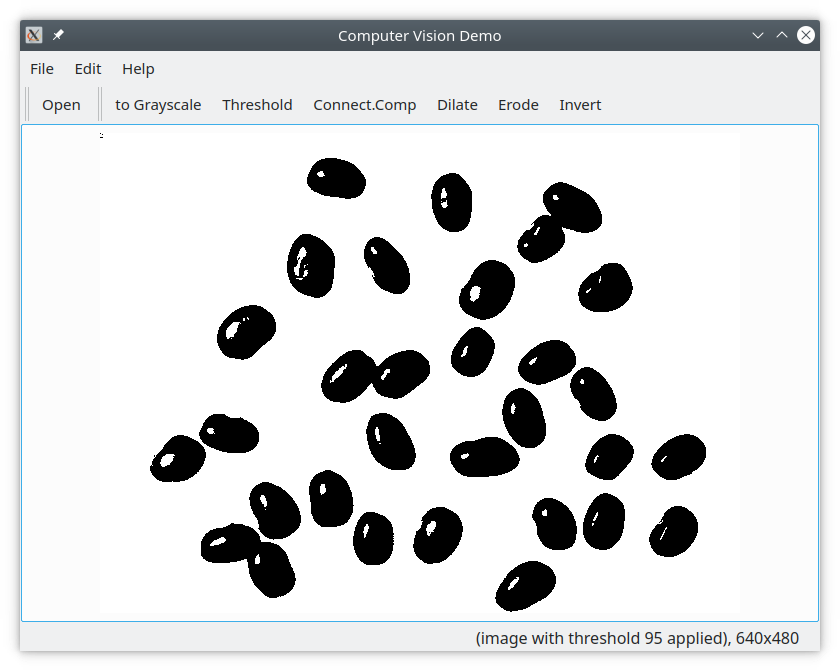 Computer Vision Demo
File Edit Help
Open to Grayscale Threshold Connect.Comp Dilate Erode Invert
(image with threshold 95 applied), 640x480